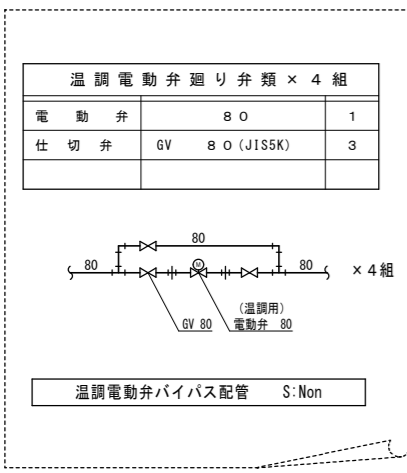 温調電動弁廻り弁類×４組
電動弁 ８０ 1
仕切弁 GV ８０(JIS5K) 3
80
80 M 80 ×４組
(温調用)
GV 80 電動弁 80
温調電動弁バイパス配管 S:Non